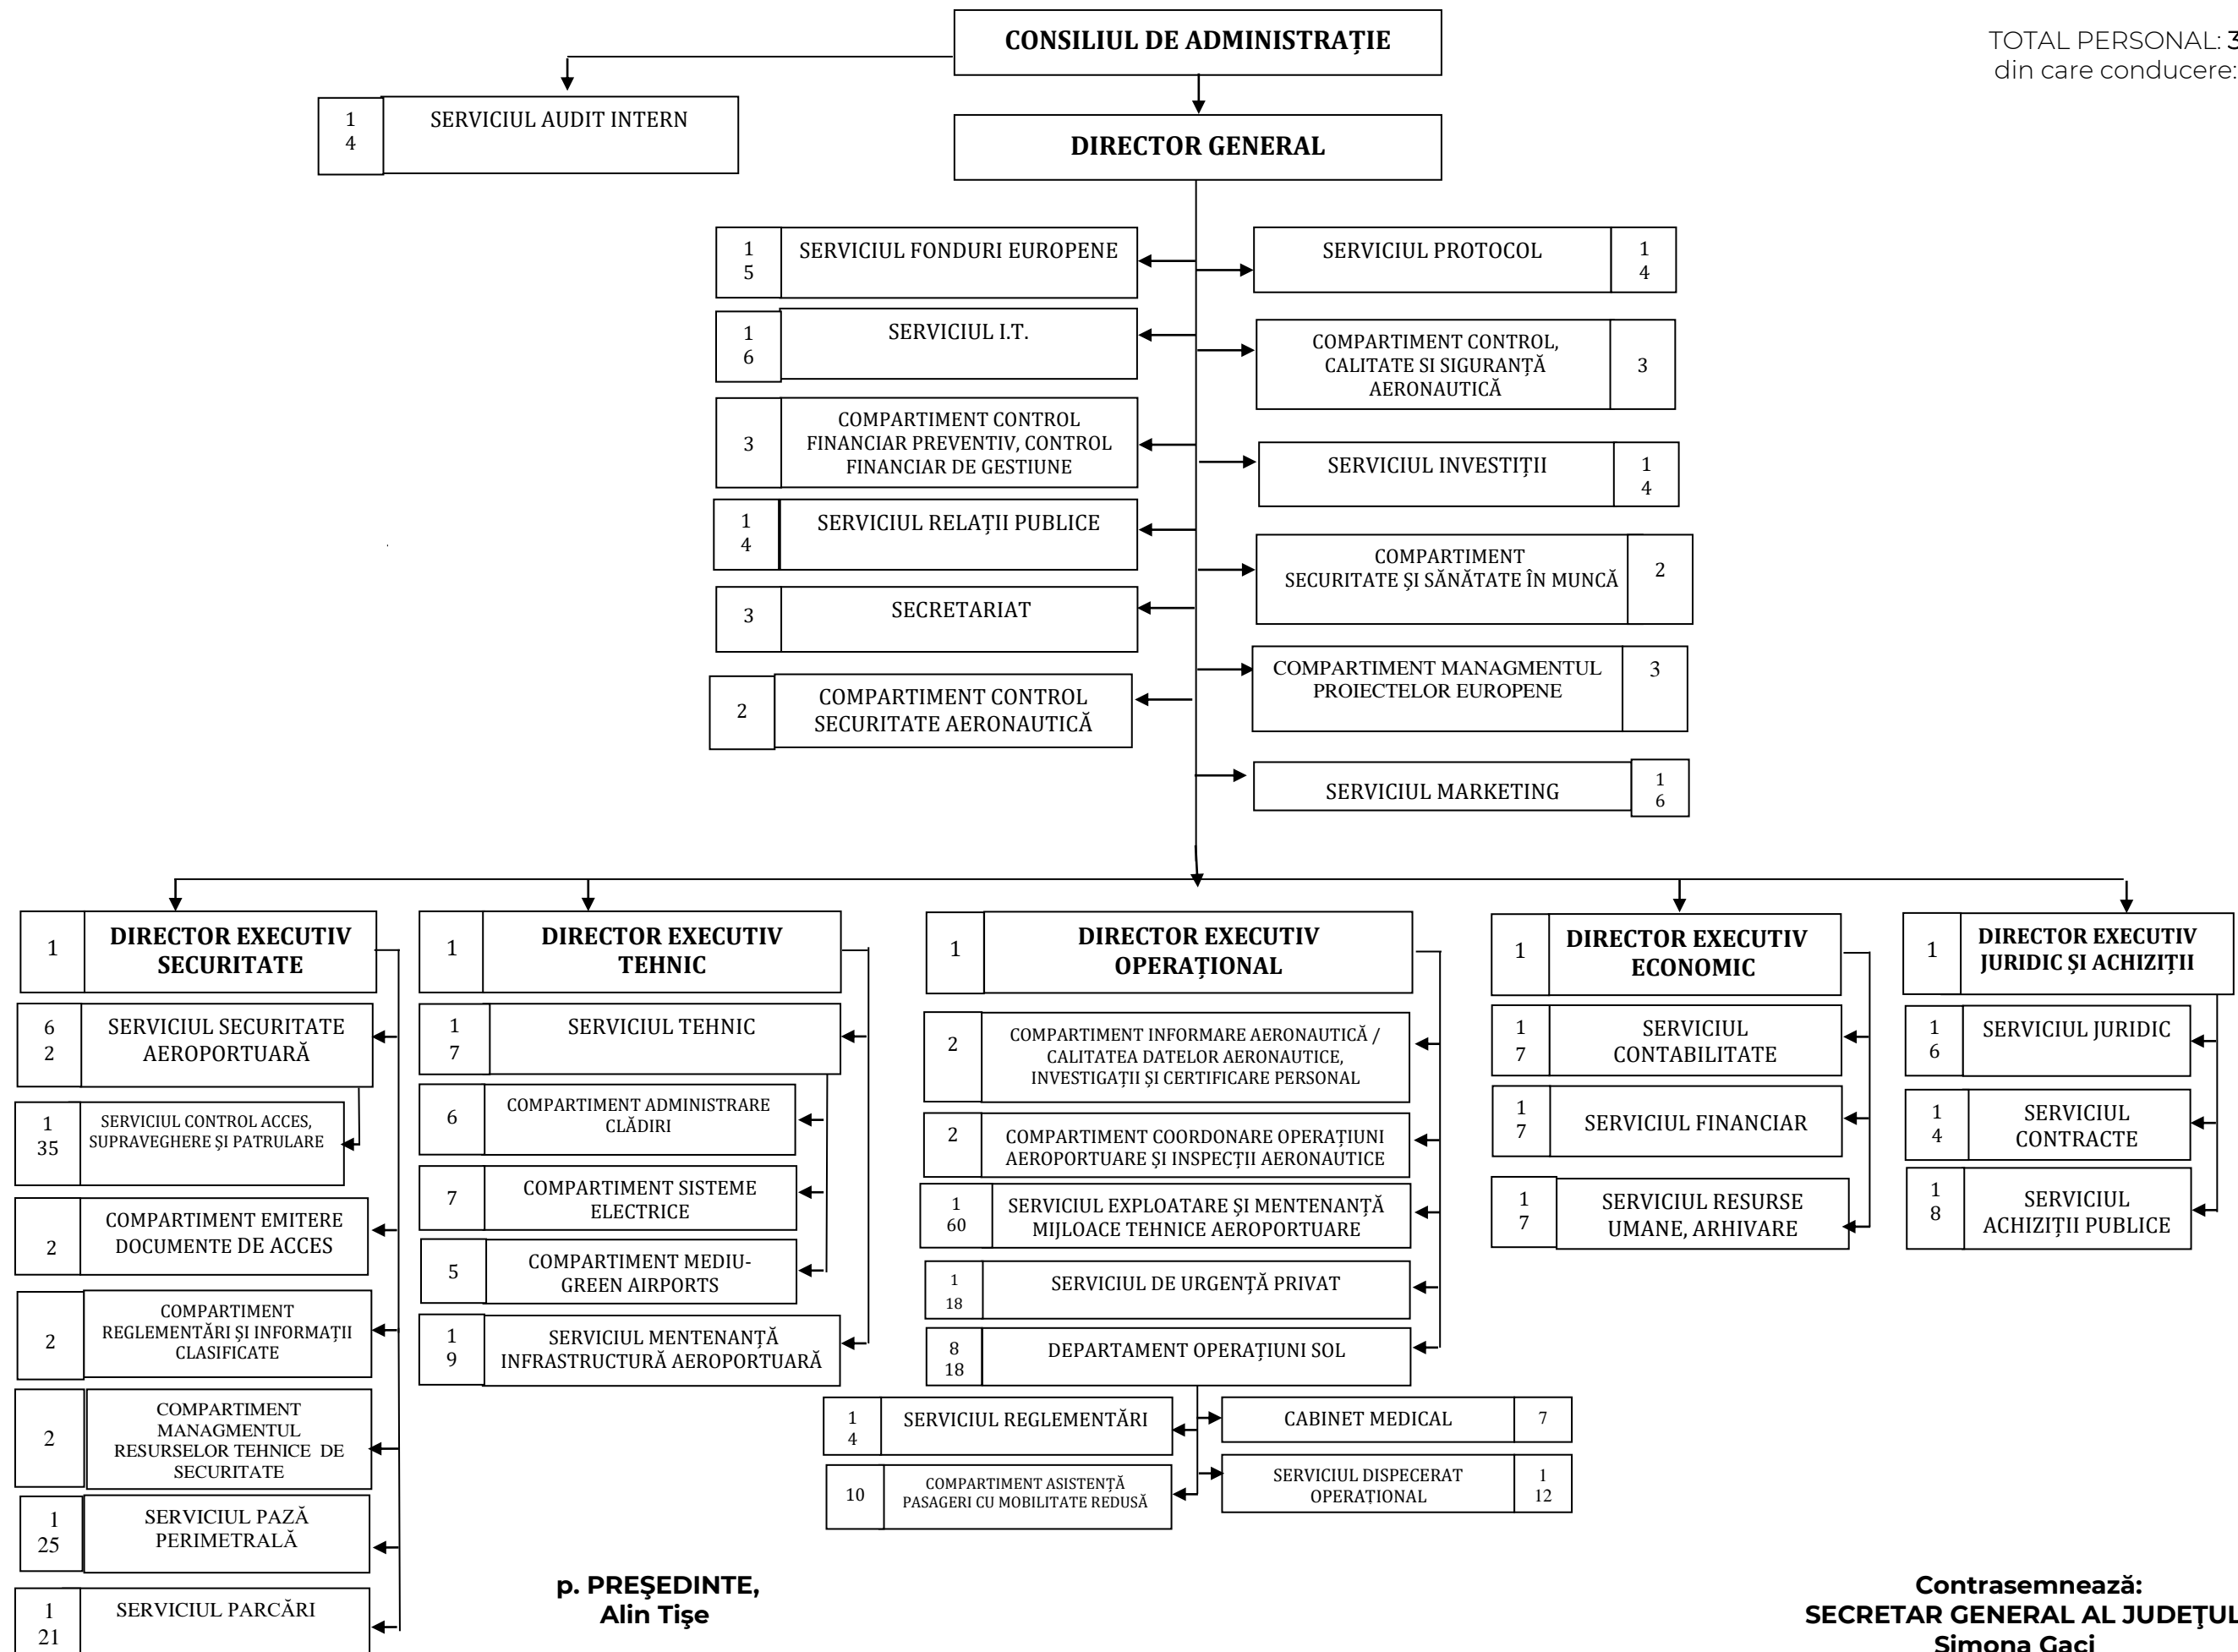 CONSILIUL DE ADMINISTRAȚIE
TOTAL PERSONAL: 3
din care conducere:
1
4
SERVICIUL AUDIT INTERN
DIRECTOR GENERAL
1
5
SERVICIUL FONDURI EUROPENE
SERVICIUL PROTOCOL
1
4
1
6
SERVICIUL I.T.
COMPARTIMENT CONTROL,
CALITATE SI SIGURANȚĂ
AERONAUTICĂ
3
3
COMPARTIMENT CONTROL
FINANCIAR PREVENTIV, CONTROL
FINANCIAR DE GESTIUNE
SERVICIUL INVESTIȚII
1
4
1
4
SERVICIUL RELAȚII PUBLICE
COMPARTIMENT
SECURITATE ȘI SĂNĂTATE ÎN MUNCĂ
2
3
SECRETARIAT
COMPARTIMENT MANAGMENTUL
PROIECTELOR EUROPENE
3
2
COMPARTIMENT CONTROL
SECURITATE AERONAUTICĂ
SERVICIUL MARKETING
1
6
1
DIRECTOR EXECUTIV
SECURITATE
6
2
SERVICIUL SECURITATE
AEROPORTUARĂ
1
35
SERVICIUL CONTROL ACCES,
SUPRAVEGHERE ȘI PATRULARE
2
COMPARTIMENT EMITERE
DOCUMENTE DE ACCES
2
COMPARTIMENT
REGLEMENTĂRI ȘI INFORMAȚII
CLASIFICATE
2
COMPARTIMENT
MANAGMENTUL
RESURSELOR TEHNICE DE
SECURITATE
1
25
SERVICIUL PAZĂ
PERIMETRALĂ
1
21
SERVICIUL PARCĂRI
1
DIRECTOR EXECUTIV
TEHNIC
1
7
SERVICIUL TEHNIC
6
COMPARTIMENT ADMINISTRARE
CLĂDIRI
7
COMPARTIMENT SISTEME
ELECTRICE
5
COMPARTIMENT MEDIU-
GREEN AIRPORTS
1
9
SERVICIUL MENTENANȚĂ
INFRASTRUCTURĂ AEROPORTUARĂ
1
DIRECTOR EXECUTIV
OPERAȚIONAL
2
COMPARTIMENT INFORMARE AERONAUTICĂ /
CALITATEA DATELOR AERONAUTICE,
INVESTIGAȚII ȘI CERTIFICARE PERSONAL
2
COMPARTIMENT COORDONARE OPERAȚIUNI
AEROPORTUARE ȘI INSPECȚII AERONAUTICE
1
60
SERVICIUL EXPLOATARE ȘI MENTENANȚĂ
MIJLOACE TEHNICE AEROPORTUARE
1
18
SERVICIUL DE URGENȚĂ PRIVAT
8
18
DEPARTAMENT OPERAȚIUNI SOL
1
4
SERVICIUL REGLEMENTĂRI
CABINET MEDICAL
7
10
COMPARTIMENT ASISTENȚĂ
PASAGERI CU MOBILITATE REDUSĂ
SERVICIUL DISPECERAT
OPERAȚIONAL
1
12
1
DIRECTOR EXECUTIV
ECONOMIC
1
7
SERVICIUL
CONTABILITATE
1
7
SERVICIUL FINANCIAR
1
7
SERVICIUL RESURSE
UMANE, ARHIVARE
1
DIRECTOR EXECUTIV
JURIDIC ȘI ACHIZIȚII
1
6
SERVICIUL JURIDIC
1
4
SERVICIUL
CONTRACTE
1
8
SERVICIUL
ACHIZIȚII PUBLICE
p. PREŞEDINTE,
Alin Tişe
Contrasemnează:
SECRETAR GENERAL AL JUDEŢUL
Simona Gaci